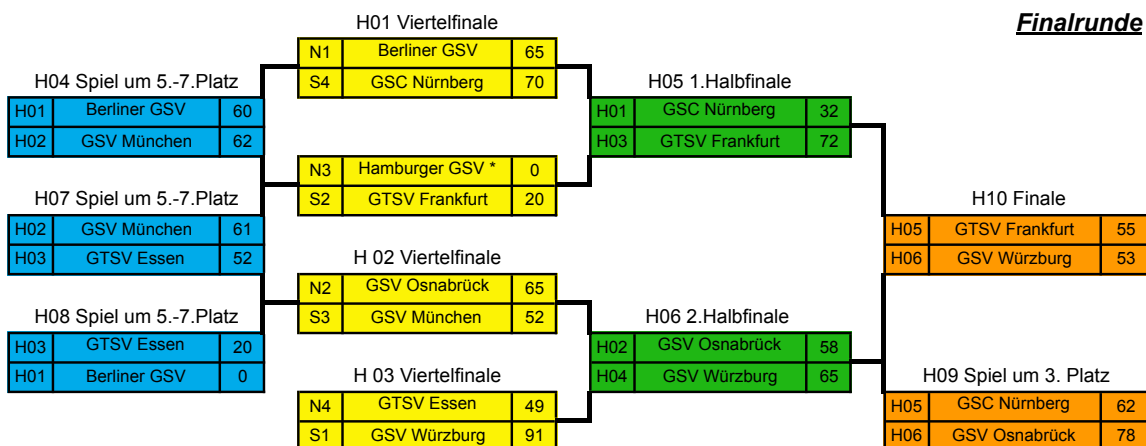 Finalrunde
H01 Viertelfinale
N1 Berliner GSV 65
S4 GSC Nürnberg 70
H04 Spiel um 5.-7.Platz
H01 Berliner GSV 60
H02 GSV München 62
H05 1.Halbfinale
H01 GSC Nürnberg 32
H03 GTSV Frankfurt 72
N3 Hamburger GSV * 0
S2 GTSV Frankfurt 20
H07 Spiel um 5.-7.Platz
H02 GSV München 61
H03 GTSV Essen 52
H10 Finale
H05 GTSV Frankfurt 55
H06 GSV Würzburg 53
H 02 Viertelfinale
N2 GSV Osnabrück 65
S3 GSV München 52
H08 Spiel um 5.-7.Platz
H03 GTSV Essen 20
H01 Berliner GSV 0
H06 2.Halbfinale
H02 GSV Osnabrück 58
H04 GSV Würzburg 65
H 03 Viertelfinale
N4 GTSV Essen 49
S1 GSV Würzburg 91
H09 Spiel um 3. Platz
H05 GSC Nürnberg 62
H06 GSV Osnabrück 78